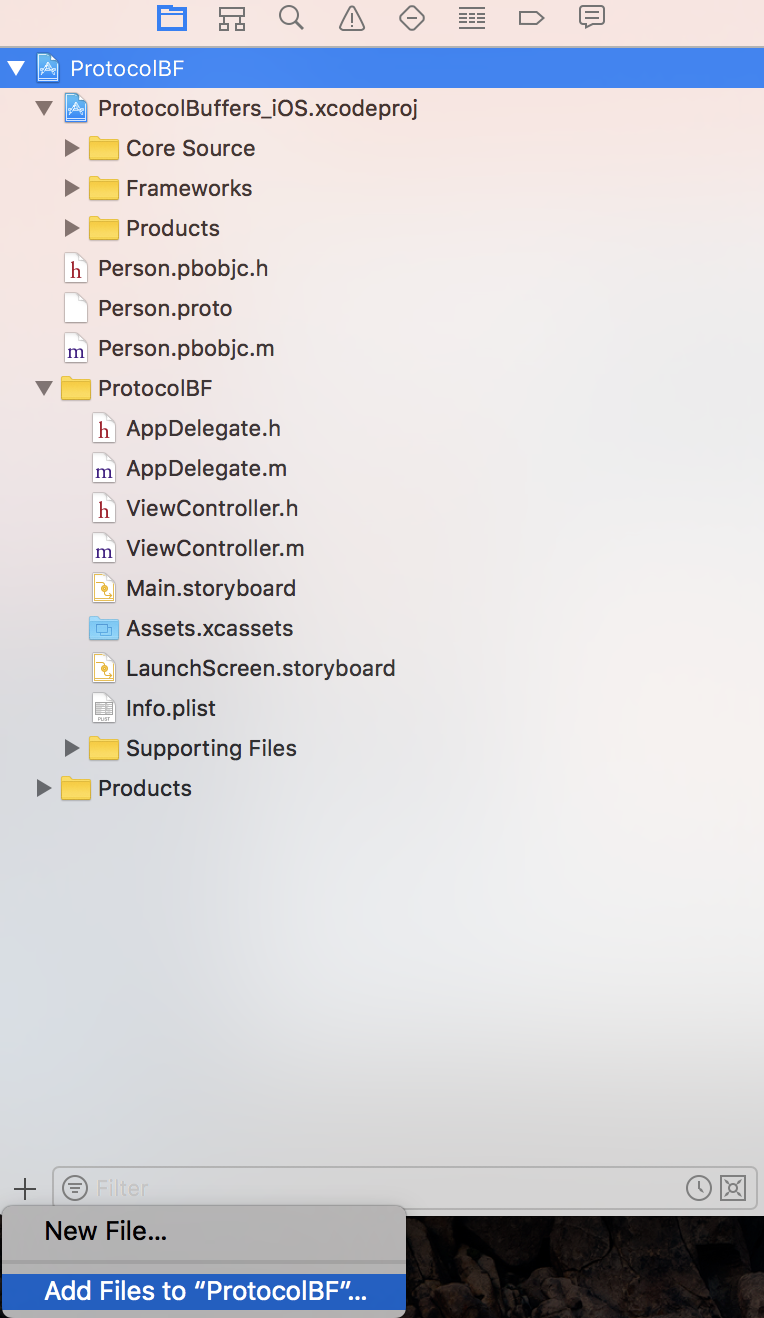 ProtocolBF
ProtocolBuffers_iOS.xcodeproj
Core Source
Frameworks
Products
h Person.pbobjc.h
Person.proto
m Person.pbobjc.m
ProtocolBF
h AppDelegate.h
m AppDelegate.m
h ViewController.h
m ViewController.m
Main.storyboard
Assets.xcassets
LaunchScreen.storyboard
PLIST Info.plist
Supporting Files
Products
Filter
New File...
Add Files to “ProtocolBF”...